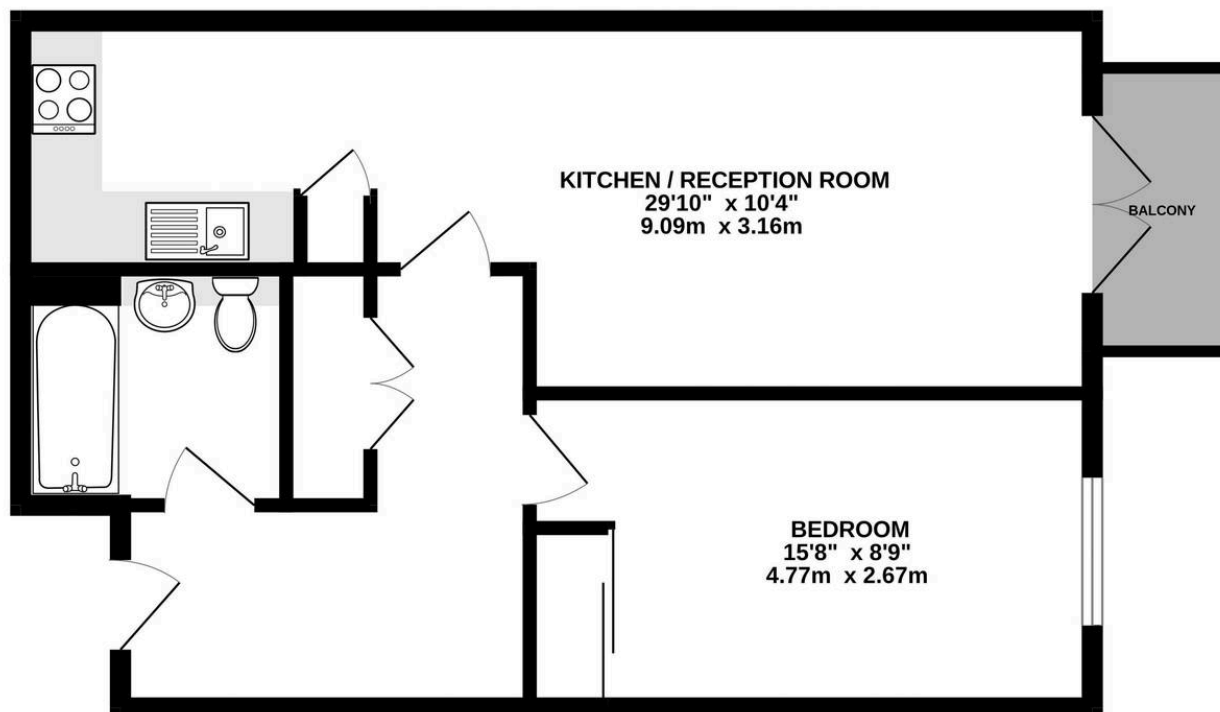 KITCHEN / RECEPTION ROOM
29'10" x 10'4"
9.09m x 3.16m
BALCONY
BEDROOM
15'8" x 8'9"
4.77m x 2.67m